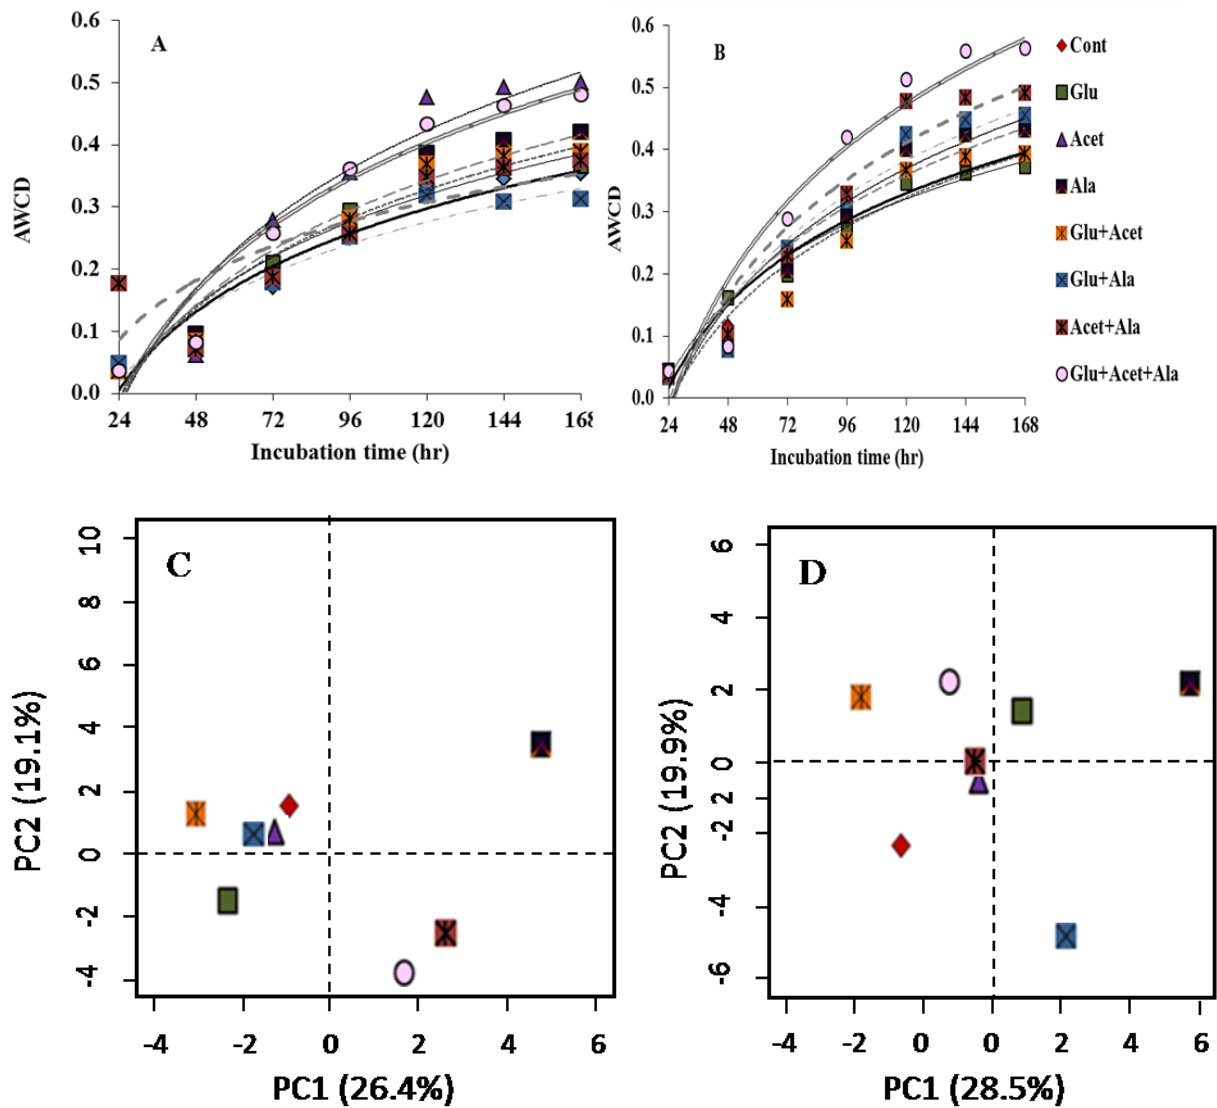 A
AWCD
0.6
0.5
0.4
0.3
0.2
0.1
0.0
24 48 72 96 120 144 168
Incubation time (hr)
B
AWCD
0.6
0.5
0.4
0.3
0.2
0.1
0.0
24 48 72 96 120 144 168
Incubation time (hr)
Cont
Glu
Acet
Ala
Glu+Acet
Glu+Ala
Acet+Ala
Glu+Acet+Ala
C
PC2 (19.1%)
10
8
6
4
2
0
-2
-4
-4 -2 0 2 4 6
PC1 (26.4%)
D
PC2 (19.9%)
6
4
2
0
2
-2
-4
-6
-4 -2 0 0 2 4 6
PC1 (28.5%)